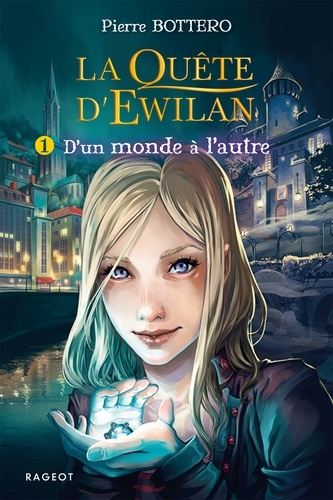 Pierre BOTTERO
LA QUÊTE
D'EWILAN
1 D'un monde à l'autre
RAGEOT